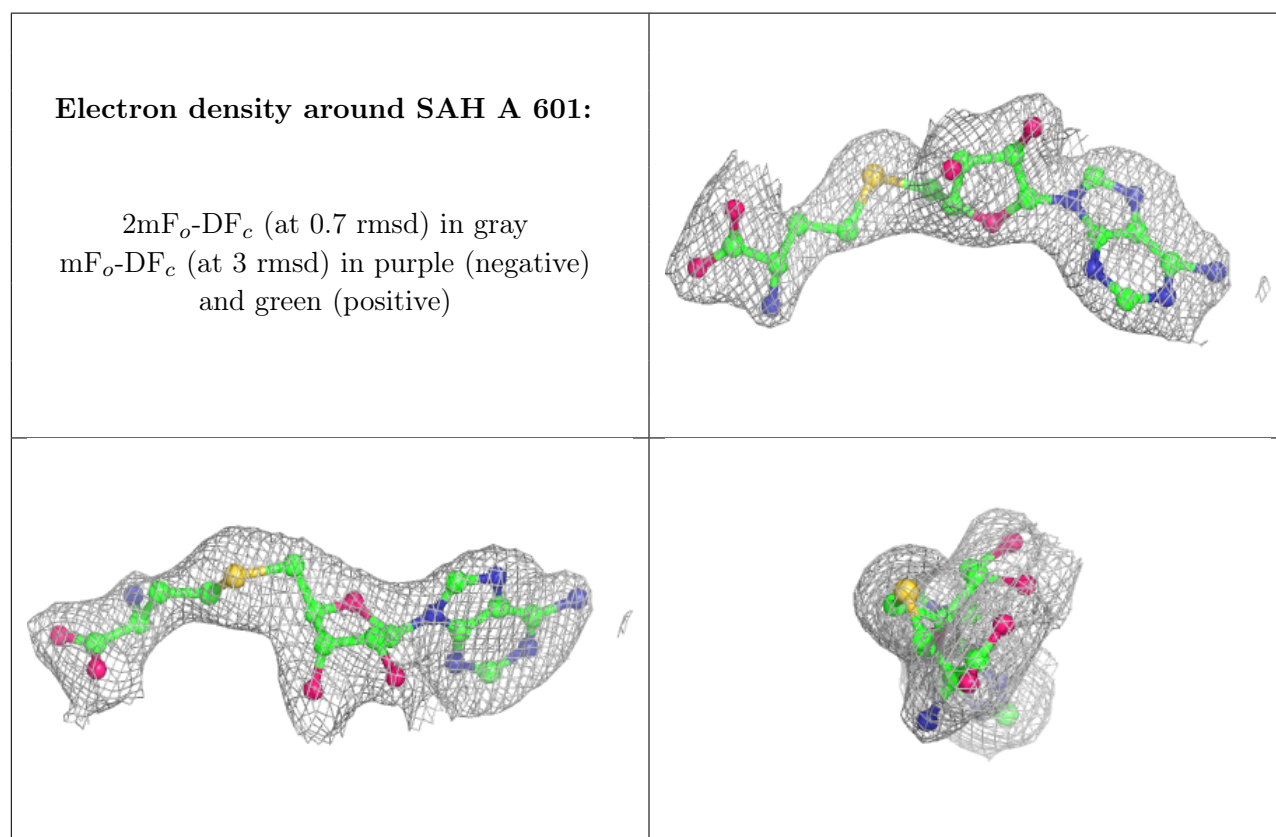 Electron density around SAH A 601:
2mFo-DFc (at 0.7 rmsd) in gray
mFo-DFc (at 3 rmsd) in purple (negative)
and green (positive)